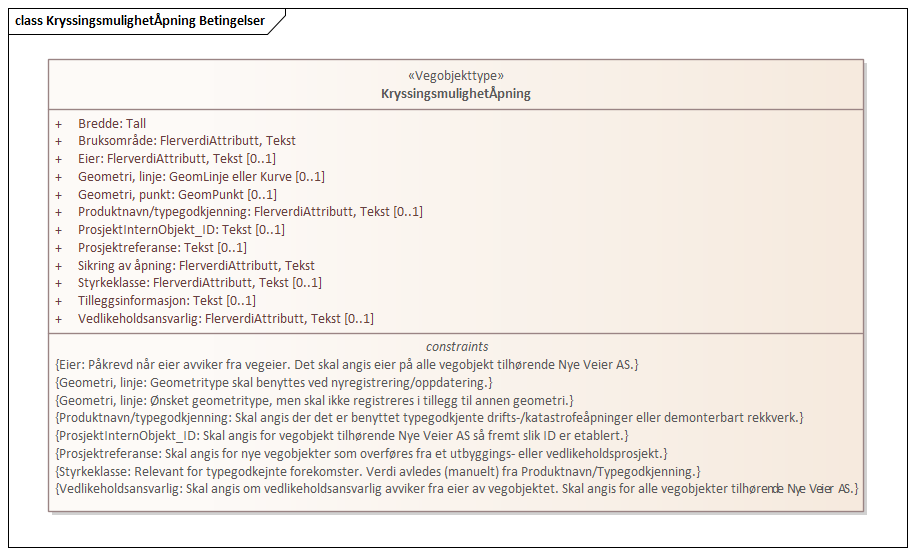 class KryssingsmulighetÅpning Betingelser
«Vegobjekttype»
KryssingsmulighetÅpning
+ Bredde: Tall
+ Bruksområde: FlerverdiAttributt, Tekst
+ Eier: FlerverdiAttributt, Tekst [0..1]
+ Geometri, linje: GeomLinje eller Kurve [0..1]
+ Geometri, punkt: GeomPunkt [0..1]
+ Produktnavn/typegodkjenning: FlerverdiAttributt, Tekst [0..1]
+ ProsjektInternObjekt_ID: Tekst [0..1]
+ Prosjektreferanse: Tekst [0..1]
+ Sikring av åpning: FlerverdiAttributt, Tekst
+ Styrkeklasse: FlerverdiAttributt, Tekst [0..1]
+ Tilleggsinformasjon: Tekst [0..1]
+ Vedlikeholdsansvarlig: FlerverdiAttributt, Tekst [0..1]
constraints
{Eier: Påkrevd når eier avviker fra vegeier. Det skal angis eier på alle vegobjekt tilhørende Nye Veier AS.}
{Geometri, linje: Geometritype skal benyttes ved nyregistrering/oppdatering.}
{Geometri, linje: Ønsket geometritype, men skal ikke registreres i tillegg til annen geometri.}
{Produktnavn/typegodkjenning: Skal angis der det er benyttet typegodkjente drifts-/katastrofeåpninger eller demonterbart rekkverk.}
{ProsjektInternObjekt_ID: Skal angis for vegobjekt tilhørende Nye Veier AS så fremt slik ID er etablert.}
{Prosjektreferanse: Skal angis for nye vegobjekter som overføres fra et utbyggings- eller vedlikeholdsprosjekt.}
{Styrkeklasse: Relevant for typegodkejnte forekomster. Verdi avledes (manuelt) fra Produktnavn/Typegodkjenning.}
{Vedlikeholdsansvarlig: Skal angis om vedlikeholdsansvarlig avviker fra eier av vegobjektet. Skal angis for alle vegobjekter tilhørende Nye Veier AS.}